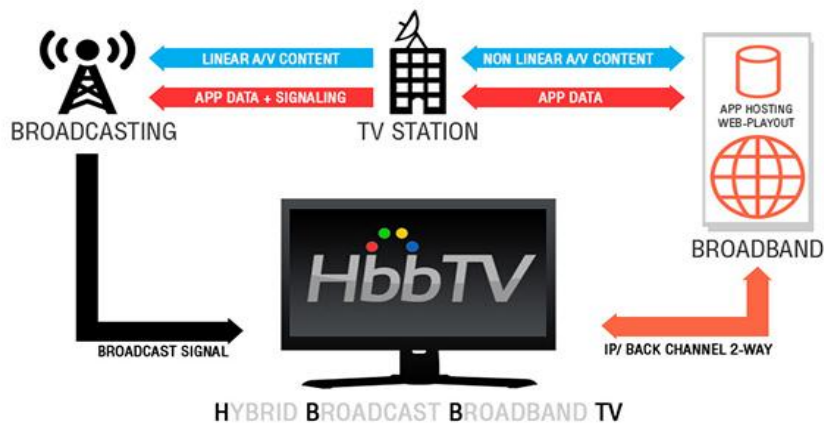 LINEAR A/V CONTENT
NON LINEAR A/V CONTENT
APP DATA + SIGNALING
APP DATA
APP HOSTING
WEB-PLAYOUT
BROADCASTING
TV STATION
BROADBAND
HbbTV
BROADCAST SIGNAL
IP/ BACK CHANNEL 2-WAY
HYBRID BROADCAST BROADBAND TV